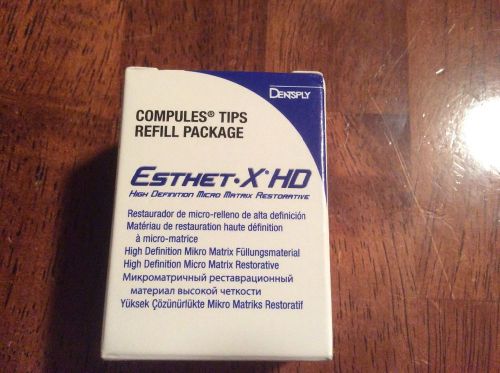 DENTSPLY
COMPULES® TIPS
REFILL PACKAGE
ESTHET•X® HD
HIGH DEFINITION MICRO MATRIX RESTORATIVE
Restaurador de micro-relleno de alta definición
Matériau de restauration haute définition
à micro-matrice
High Definition Mikro Matrix Füllungsmaterial
High Definition Micro Matrix Restorative
Микроматричный реставрационный
материал высокой четкости
Yüksek Çözünürlükte Mikro Matriks Restoratif